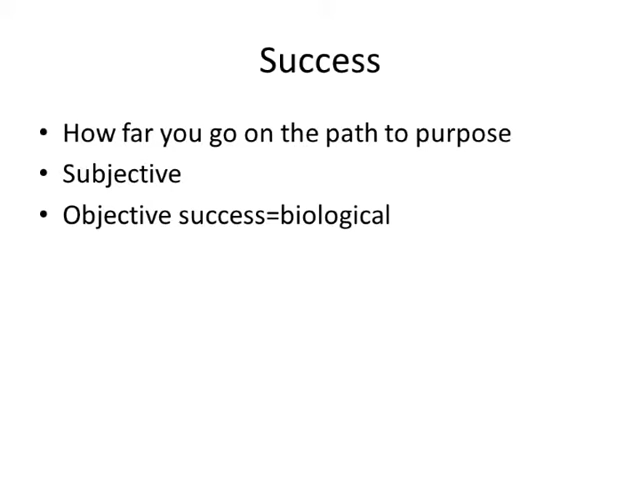 Success
• How far you go on the path to purpose
• Subjective
• Objective success=biological